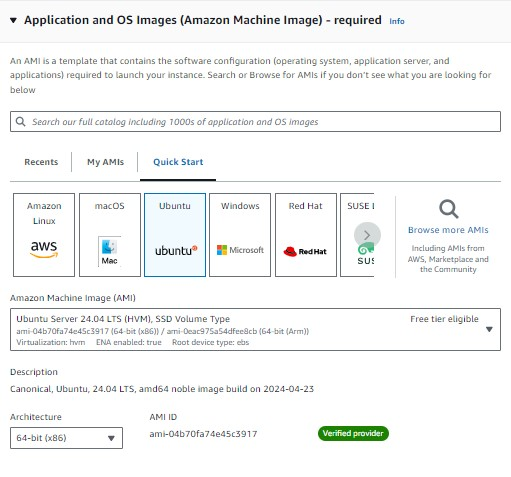 Application and OS Images (Amazon Machine Image) - required Info
An AMI is a template that contains the software configuration (operating system, application server, and
applications) required to launch your instance. Search or Browse for AMIs if you don't see what you are looking for
below
Search our full catalog including 1000s of application and OS images
Recents My AMIs Quick Start
Amazon Linux
aws
macOS
Mac
Ubuntu
ubuntu
Windows
Microsoft
Red Hat
Red Hat
SUSE L
SUS
Browse more AMIs
Including AMIs from
AWS, Marketplace and
the Community
Amazon Machine Image (AMI)
Ubuntu Server 24.04 LTS (HVM), SSD Volume Type Free tier eligible
ami-04b70fa74e45c3917 (64-bit (x86)) / ami-0eac975a54dfee8cb (64-bit (Arm))
Virtualization: hvm ENA enabled: true Root device type: ebs
Description
Canonical, Ubuntu, 24.04 LTS, amd64 noble image build on 2024-04-23
Architecture AMI ID
64-bit (x86) ami-04b70fa74e45c3917 Verified provider